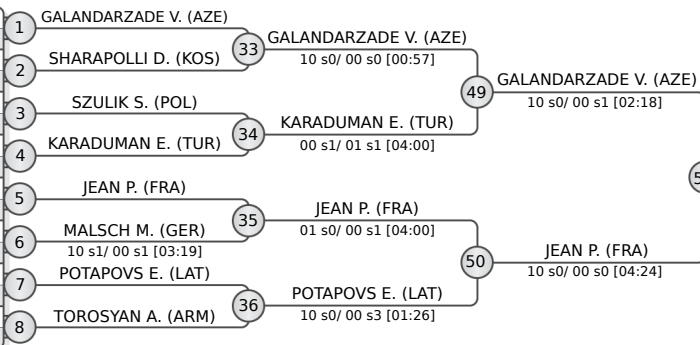 1
GALANDARZADE V. (AZE)
2
SHARAPOLLI D. (KOS)
3
SZULIK S. (POL)
4
KARADUMAN E. (TUR)
5
JEAN P. (FRA)
6
MALSCH M. (GER)
10 s1/ 00 s1 [03:19]
7
POTAPOVS E. (LAT)
8
TOROSYAN A. (ARM)
33
GALANDARZADE V. (AZE)
10 s0/ 00 s0 [00:57]
34
KARADUMAN E. (TUR)
00 s1/ 01 s1 [04:00]
35
JEAN P. (FRA)
01 s0/ 00 s1 [04:00]
36
POTAPOVS E. (LAT)
10 s0/ 00 s3 [01:26]
49
GALANDARZADE V. (AZE)
10 s0/ 00 s1 [02:18]
50
JEAN P. (FRA)
10 s0/ 00 s0 [04:24]